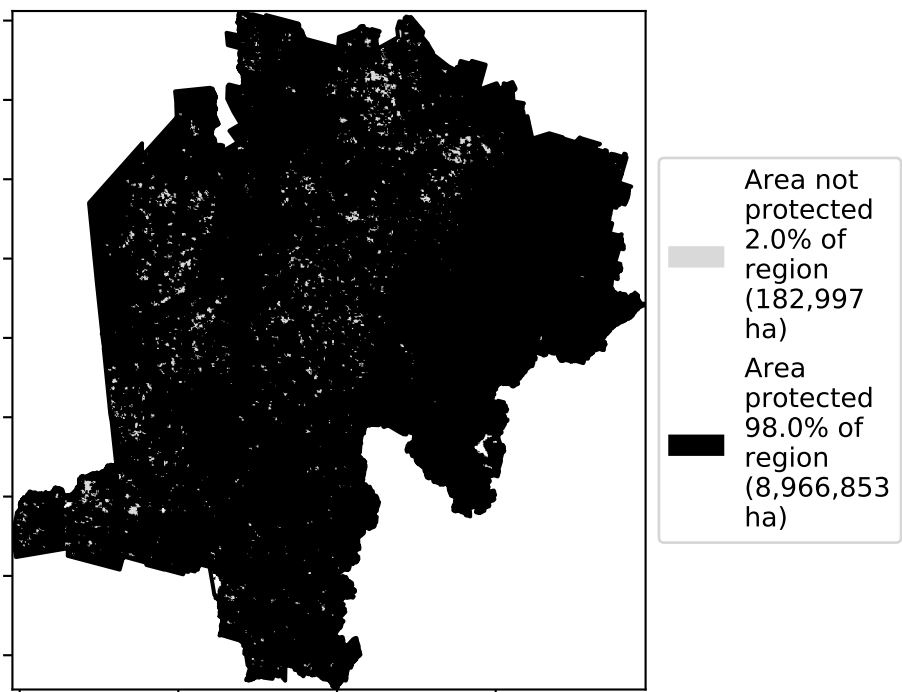 Area not
protected
2.0% of
region
(182,997
ha)
Area
protected
98.0% of
region
(8,966,853
ha)